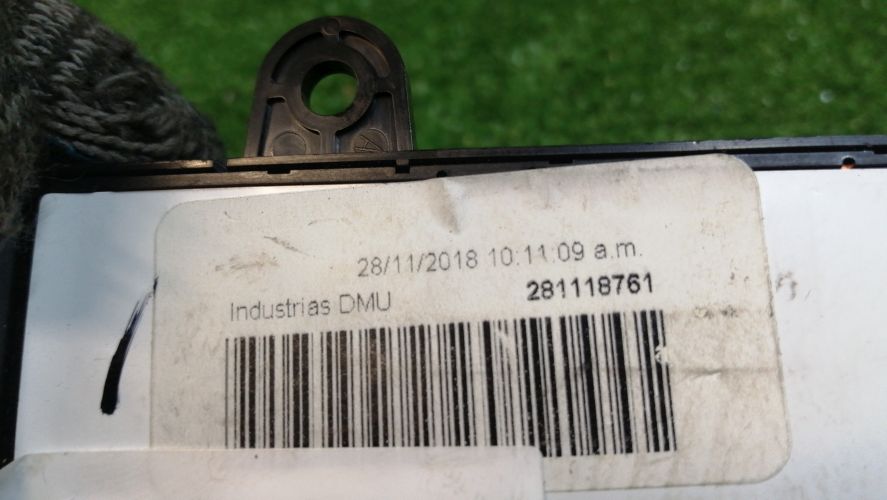 28/11/2018 10:11:09 a.m.
Industrias DMU 281118761